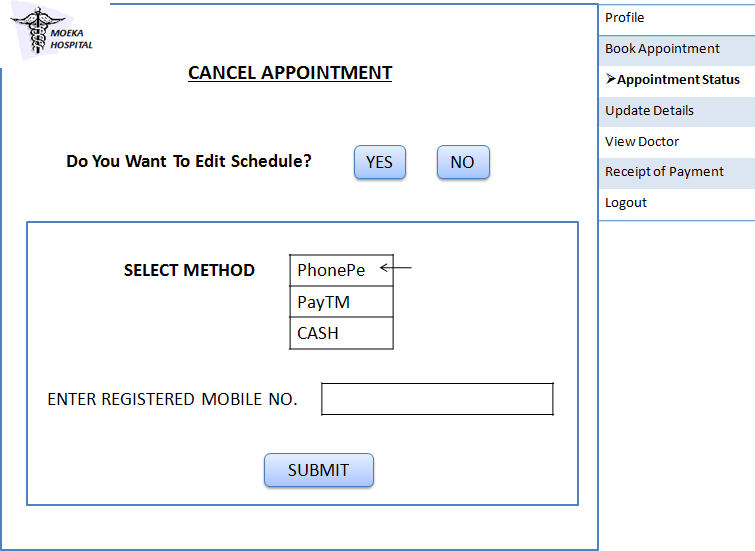 MOEKA
HOSPITAL
CANCEL APPOINTMENT
Do You Want To Edit Schedule?
YES
NO
SELECT METHOD
PhonePe
PayTM
CASH
ENTER REGISTERED MOBILE NO.
SUBMIT
Profile
Book Appointment
Appointment Status
Update Details
View Doctor
Receipt of Payment
Logout